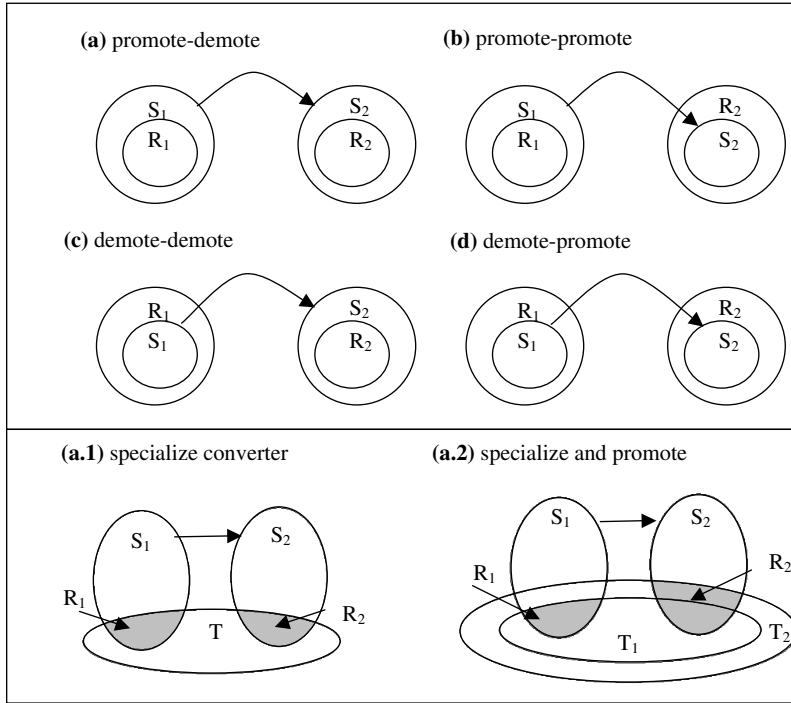 (a) promote-demote
(b) promote-promote
S₁
R₁
S₂
R₂
S₁
R₁
R₂
S₂
(c) demote-demote
(d) demote-promote
R₁
S₁
S₂
R₂
R₁
S₁
R₂
S₂
(a.1) specialize converter
(a.2) specialize and promote
S₁
S₂
R₁
T
R₂
S₁
S₂
R₁
R₂
T₁
T₂